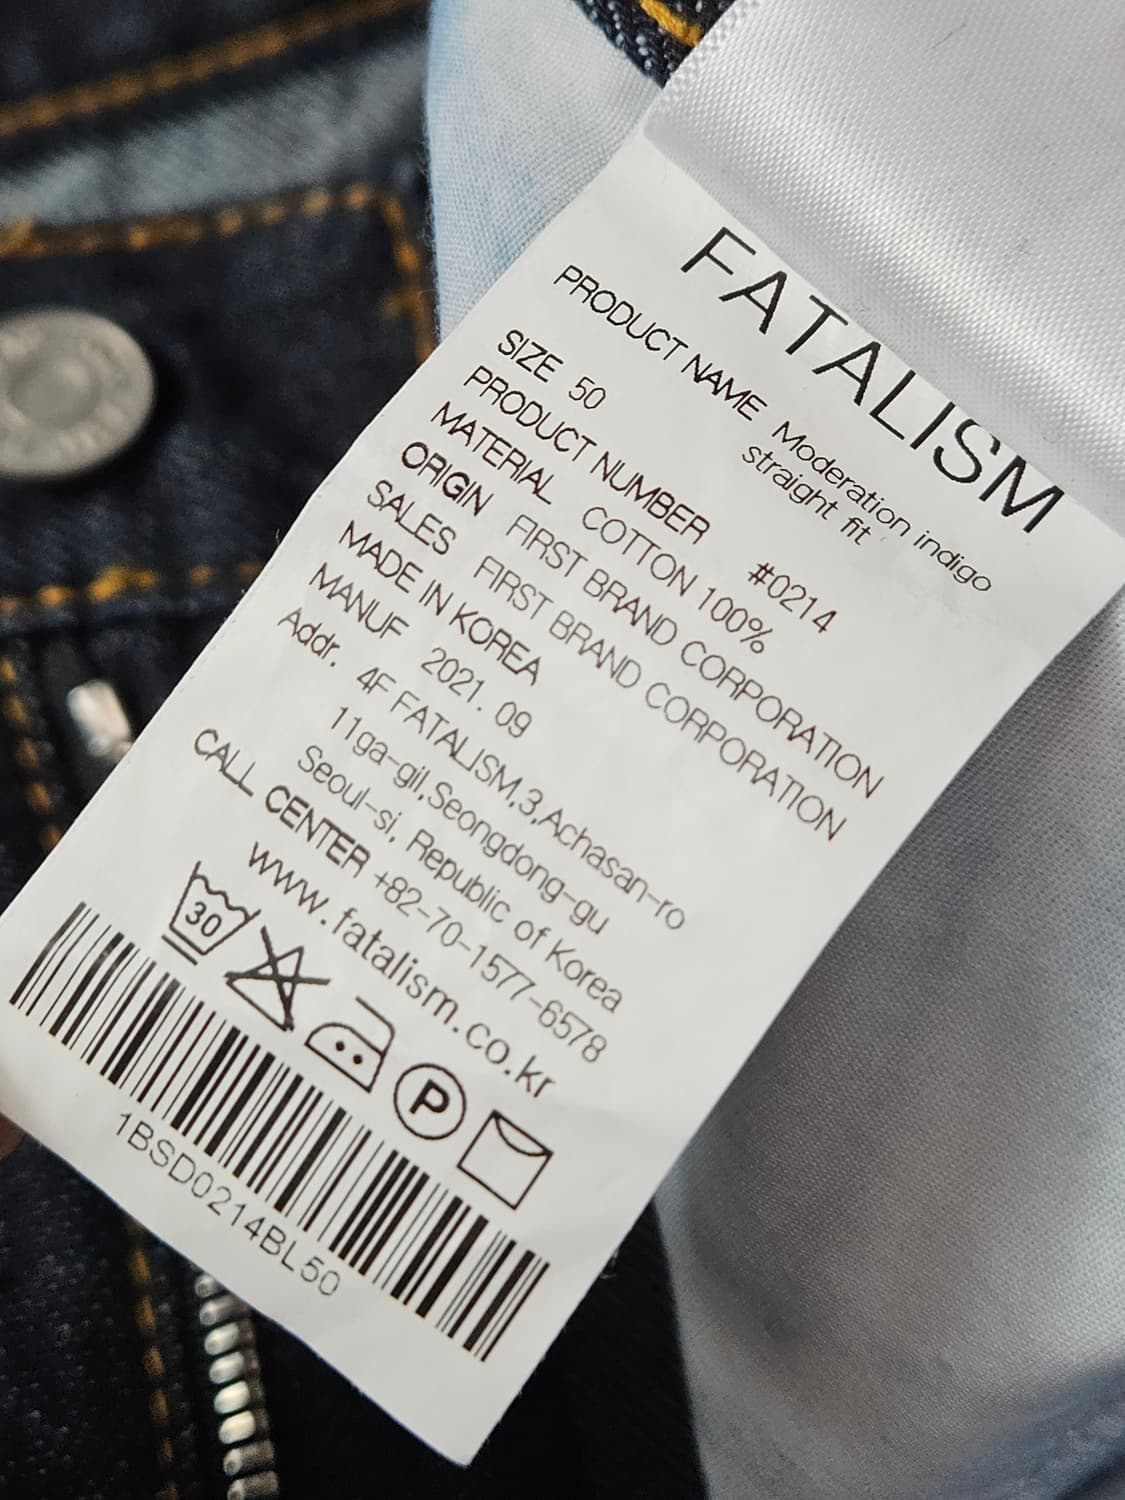 FATALISM
PRODUCT NAME Moderation indigo
straight fit
SIZE 50
PRODUCT NUMBER #0214
MATERIAL COTTON 100%
ORIGIN FIRST BRAND CORPORATION
SALES FIRST BRAND CORPORATION
MADE IN KOREA
MANUF 2021. 09
Addr. 4F FATALISM,3,Achasan-ro
11ga-gil,Seongdong-gu
Seoul-si, Republic of Korea
CALL CENTER +82-70-1577-6578
www.fatalism.co.kr
30
P
1BSD0214BL50